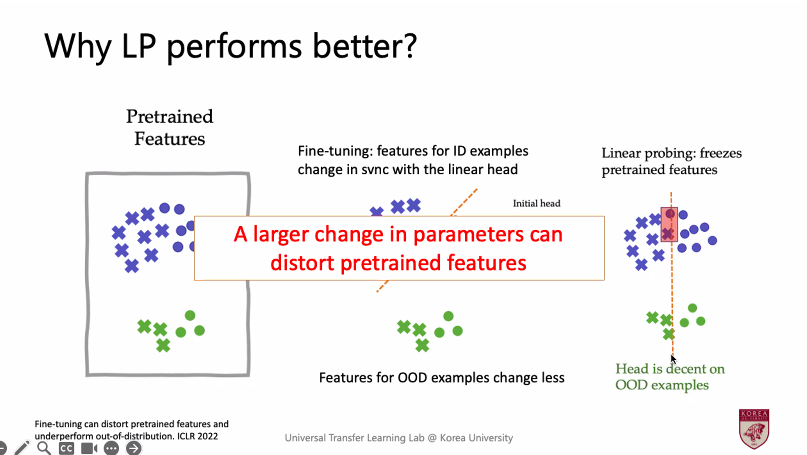 Why LP performs better?
Pretrained
Features
Fine-tuning: features for ID examples
change in sync with the linear head
Initial head
Linear probing: freezes
pretrained features
A larger change in parameters can
distort pretrained features
Features for OOD examples change less
Head is decent on
OOD examples
Fine-tuning can distort pretrained features and
underperform out-of-distribution. ICLR 2022
Universal Transfer Learning Lab @ Korea University
CC
KOREA